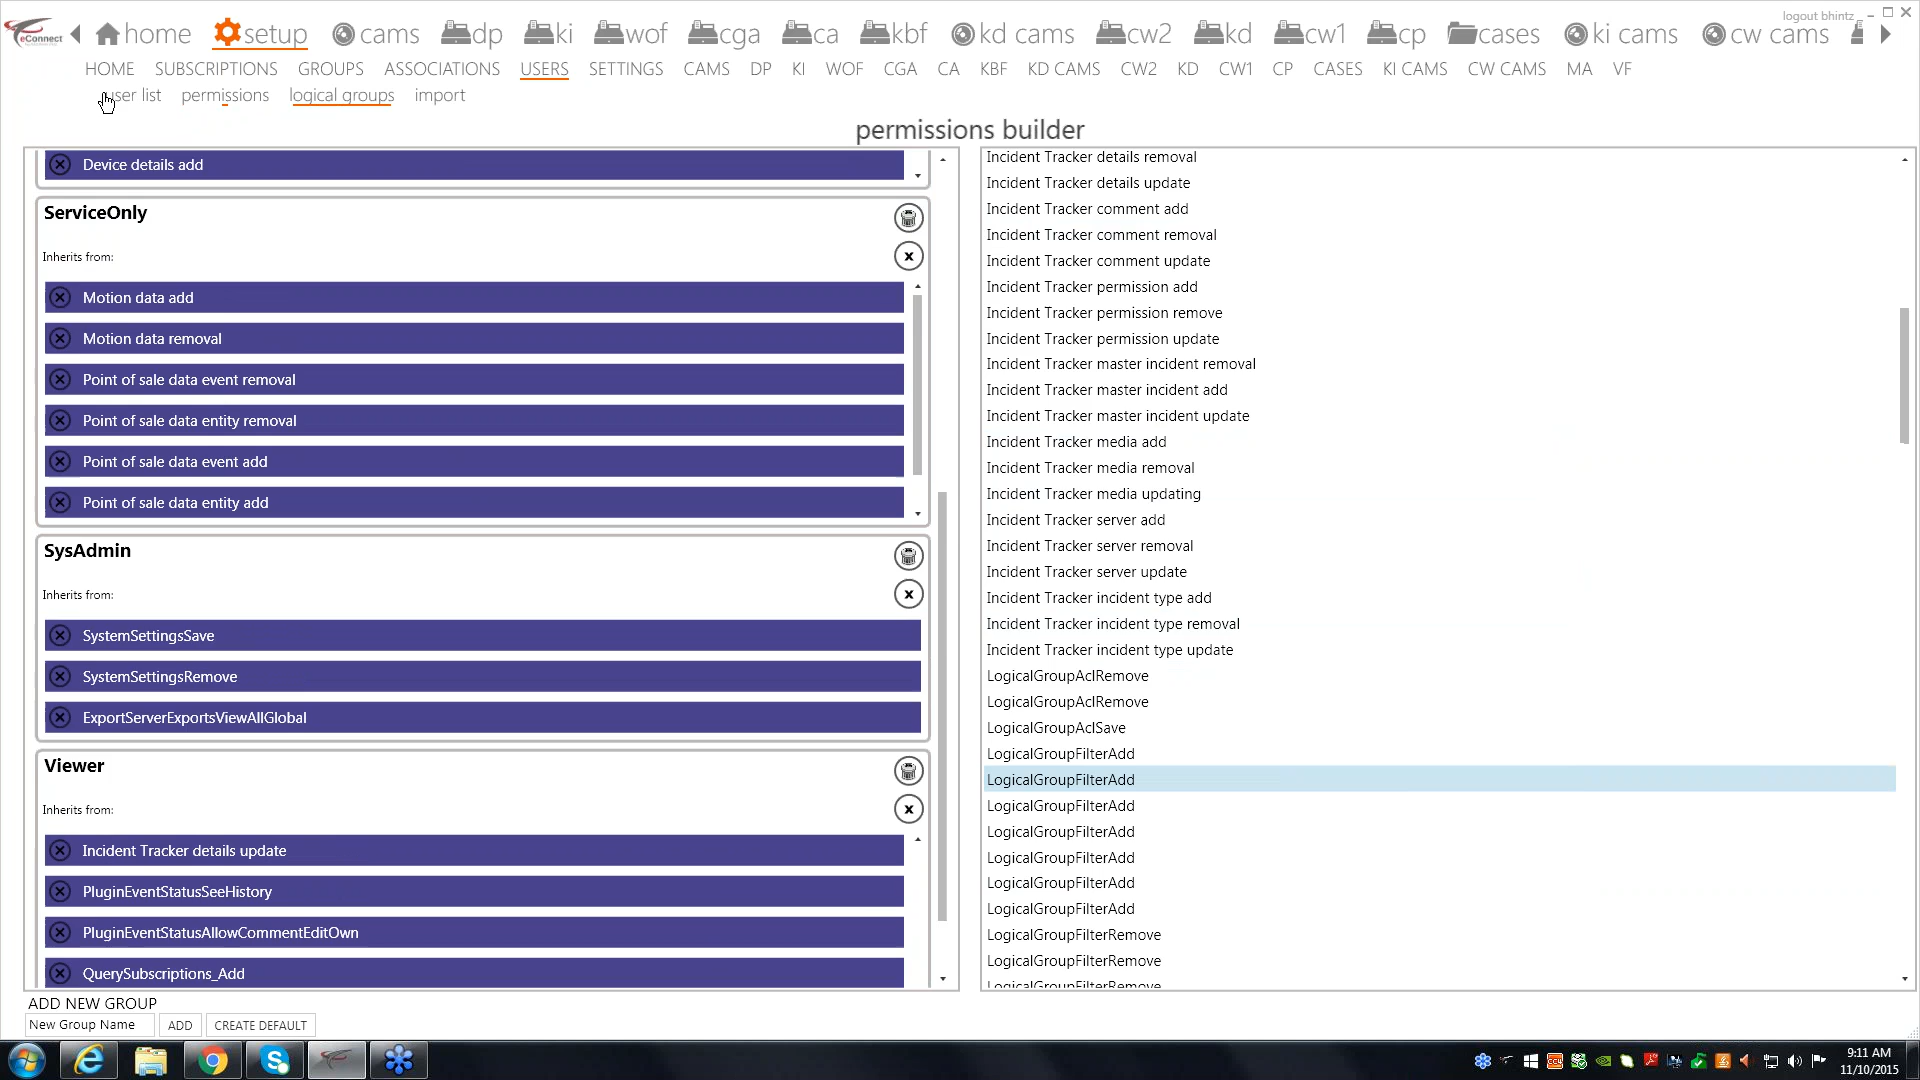 eConnect
home setup cams dp ki wof cga ca kbf kd cams cw2 kd cw1 cp cases ki cams cw cams
logout bhintz
HOME SUBSCRIPTIONS GROUPS ASSOCIATIONS USERS SETTINGS CAMS DP KI WOF CGA CA KBF KD CAMS CW2 KD CW1 CP CASES KI CAMS CW CAMS MA VF
user list permissions logical groups import
permissions builder
Device details add
ServiceOnly
Inherits from:
Motion data add
Motion data removal
Point of sale data event removal
Point of sale data entity removal
Point of sale data event add
Point of sale data entity add
SysAdmin
Inherits from:
SystemSettingsSave
SystemSettingsRemove
ExportServerExportsViewAllGlobal
Viewer
Inherits from:
Incident Tracker details update
PluginEventStatusSeeHistory
PluginEventStatusAllowCommentEditOwn
QuerySubscriptions_Add
Incident Tracker details removal
Incident Tracker details update
Incident Tracker comment add
Incident Tracker comment removal
Incident Tracker comment update
Incident Tracker permission add
Incident Tracker permission remove
Incident Tracker permission update
Incident Tracker master incident removal
Incident Tracker master incident add
Incident Tracker master incident update
Incident Tracker media add
Incident Tracker media removal
Incident Tracker media updating
Incident Tracker server add
Incident Tracker server removal
Incident Tracker server update
Incident Tracker incident type add
Incident Tracker incident type removal
Incident Tracker incident type update
LogicalGroupAclRemove
LogicalGroupAclRemove
LogicalGroupAclSave
LogicalGroupFilterAdd
LogicalGroupFilterAdd
LogicalGroupFilterAdd
LogicalGroupFilterAdd
LogicalGroupFilterAdd
LogicalGroupFilterAdd
LogicalGroupFilterAdd
LogicalGroupFilterRemove
LogicalGroupFilterRemove
LogicalGroupFilterRemove
ADD NEW GROUP
New Group Name ADD CREATE DEFAULT
9:11 AM
11/10/2015